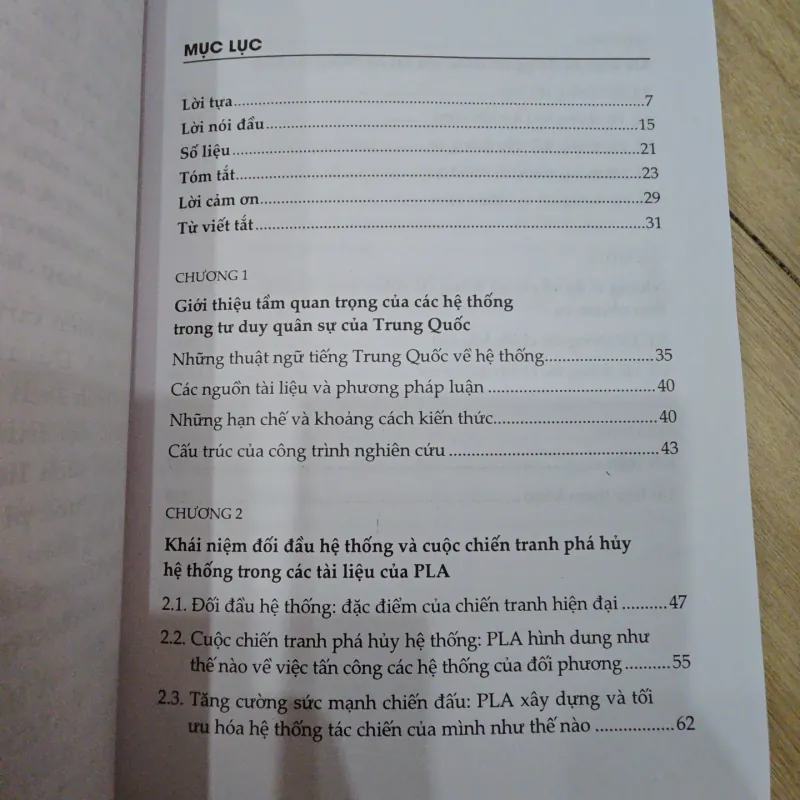 MỤC LỤC
Lời tựa..........7
Lời nói đầu..........15
Số liệu..........21
Tóm tắt..........23
Lời cảm ơn..........29
Từ viết tắt..........31
CHƯƠNG 1
Giới thiệu tầm quan trọng của các hệ thống
trong tư duy quân sự của Trung Quốc
Những thuật ngữ tiếng Trung Quốc về hệ thống..........35
Các nguồn tài liệu và phương pháp luận ..........40
Những hạn chế và khoảng cách kiến thức..........40
Cấu trúc của công trình nghiên cứu ..........43
CHƯƠNG 2
Khái niệm đối đầu hệ thống và cuộc chiến tranh phá hủy
hệ thống trong các tài liệu của PLA
2.1. Đối đầu hệ thống: đặc điểm của chiến tranh hiện đại ..........47
2.2. Cuộc chiến tranh phá hủy hệ thống: PLA hình dung như
thế nào về việc tấn công các hệ thống của đối phương..........55
2.3. Tăng cường sức mạnh chiến đấu: PLA xây dựng và tối
ưu hóa hệ thống tác chiến của mình như thế nào ..........62